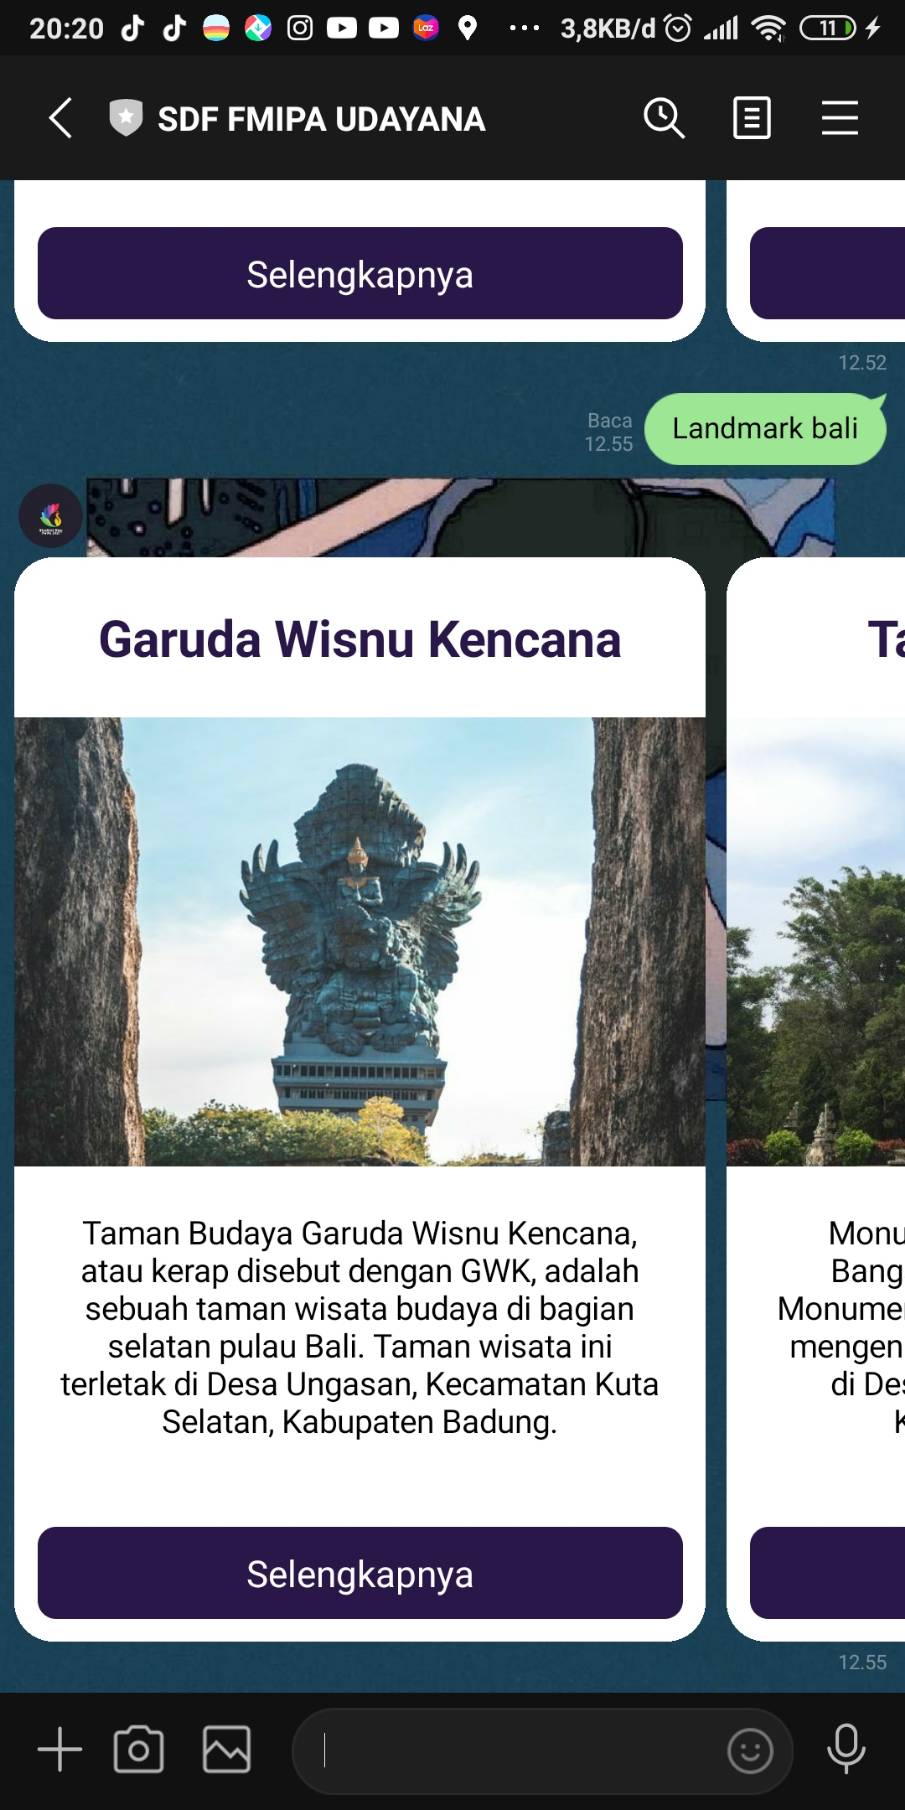 20:20
3,8KB/d
11
SDF FMIPA UDAYANA
Selengkapnya
12.52
Baca
12.55
Landmark bali
Garuda Wisnu Kencana
Taman Budaya Garuda Wisnu Kencana,
atau kerap disebut dengan GWK, adalah
sebuah taman wisata budaya di bagian
selatan pulau Bali. Taman wisata ini
terletak di Desa Ungasan, Kecamatan Kuta
Selatan, Kabupaten Badung.
Selengkapnya
Ta
Monu
Bang
Monume
mengen
di De
K
12.55